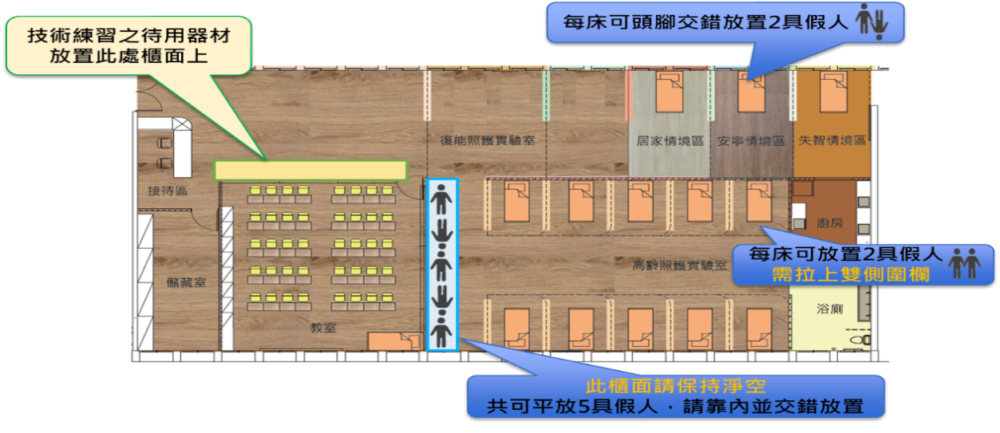 技術練習之待用器材
放置此處櫃面上
每床可頭腳交錯放置2具假人
復能照護實驗室
居家情境區
安寧情境區
失智情境區
接待區
廚房
每床可放置2具假人
需拉上雙側圍欄
高齡照護實驗室
儲藏室
浴廁
教室
此櫃面請保持淨空
共可平放5具假人，請靠內並交錯放置